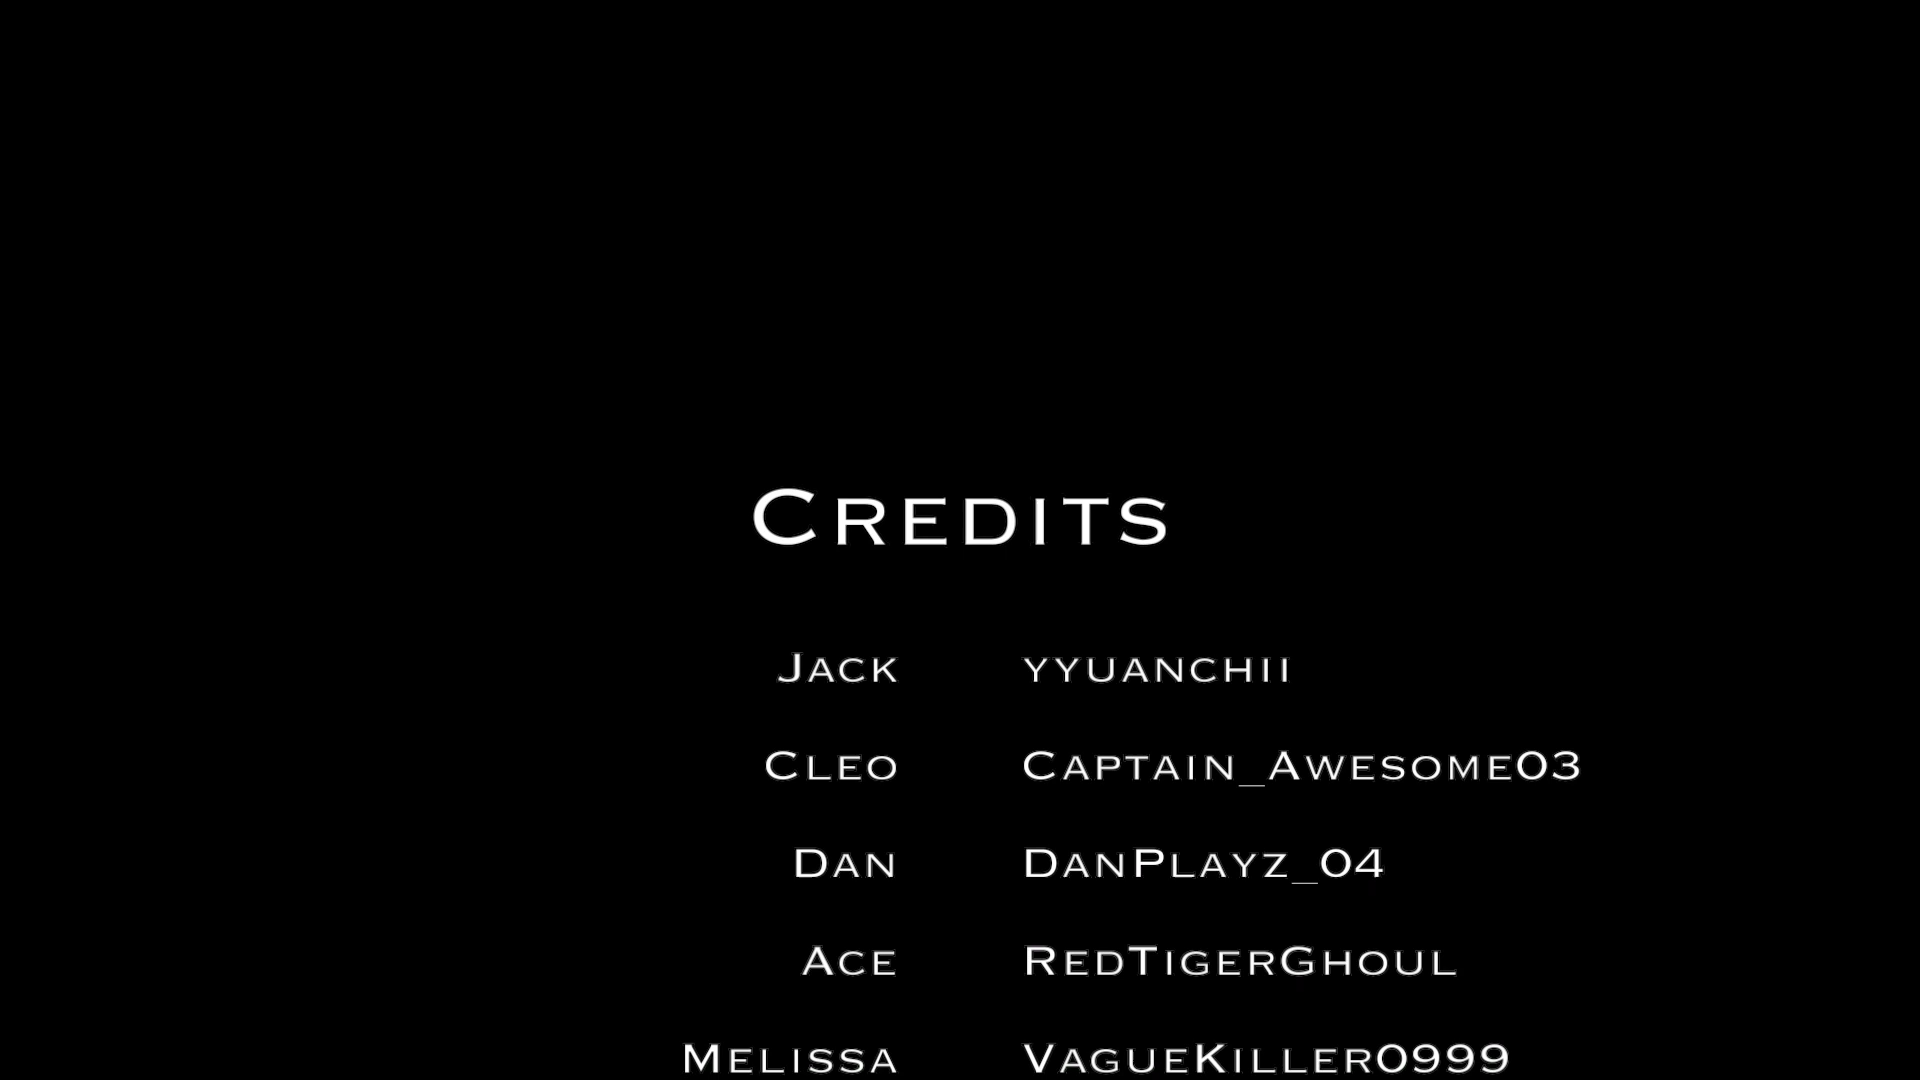 Credits
Jack yyuanchii
Cleo Captain_Awesome03
Dan DanPlayz_04
Ace RedTigerGhoul
Melissa VagueKiller0999